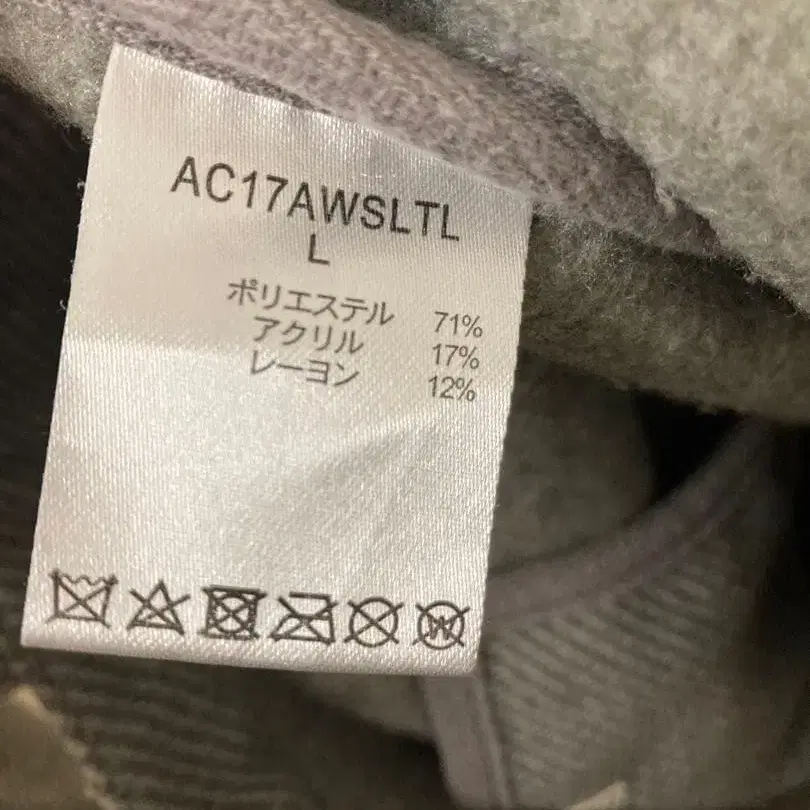 AC17AWSLTL
L
ポリエステル 71%
アクリル 17%
レーヨン 12%
W